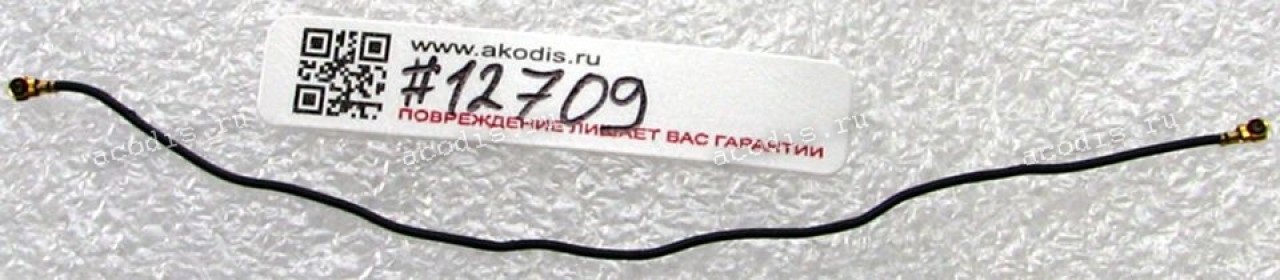 www.akodis.ru
#12709
ПОВРЕЖДЕНИЕ ЛИШАЕТ ВАС ГАРАНТИИ
acodis.ru acodis.ru acodis.ru acodis.ru